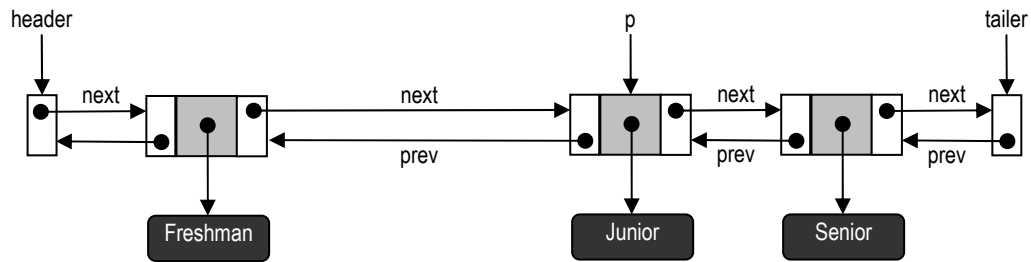 header p tailer
next next next next
prev prev prev
Freshman Junior Senior